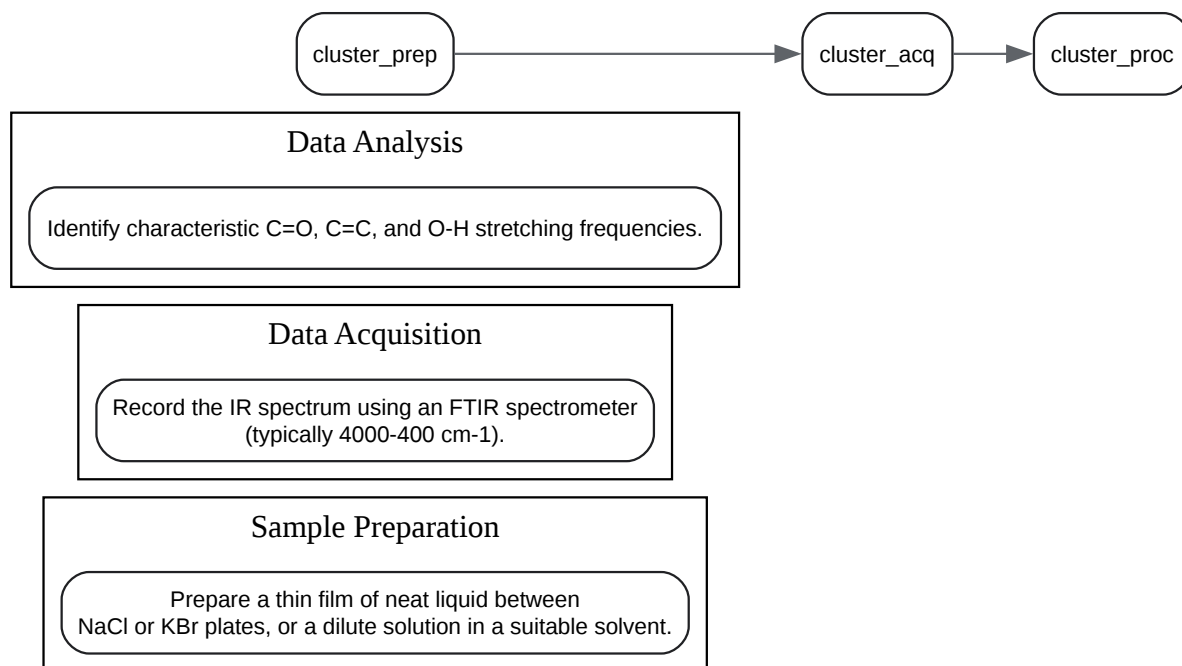 cluster_prep
cluster_acq
cluster_proc
Data Analysis
Identify characteristic C=O, C=C, and O-H stretching frequencies.
Data Acquisition
Record the IR spectrum using an FTIR spectrometer
(typically 4000-400 cm-1).
Sample Preparation
Prepare a thin film of neat liquid between
NaCl or KBr plates, or a dilute solution in a suitable solvent.